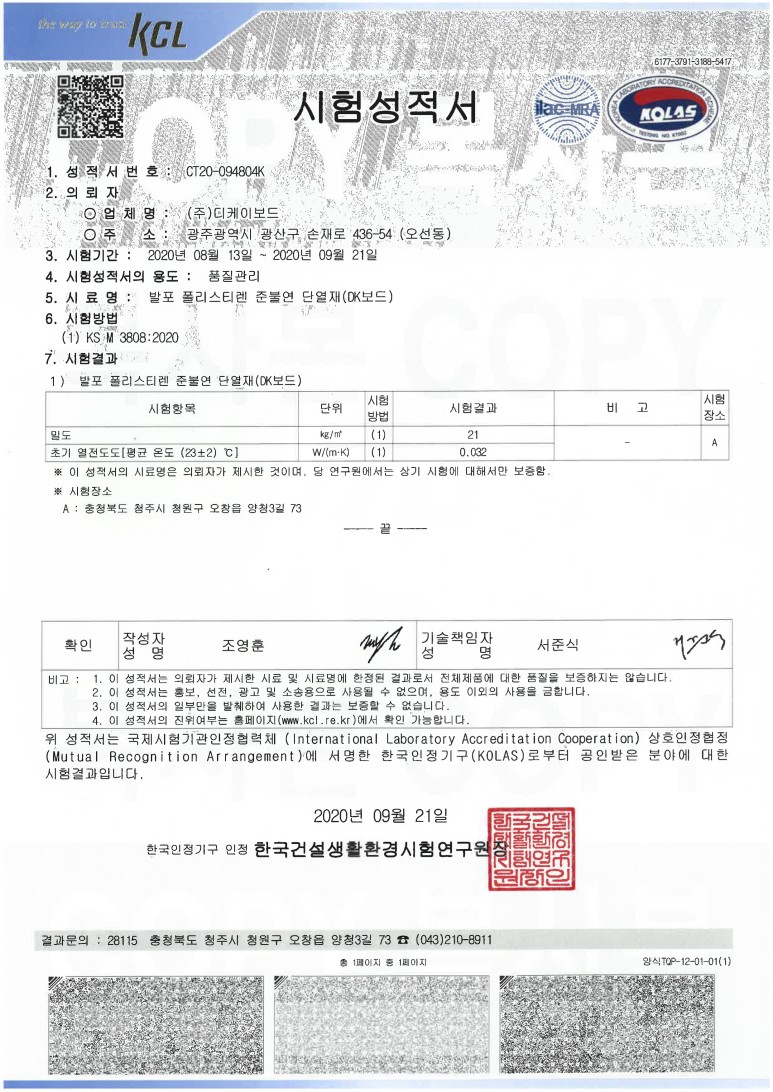 the way to trust KCL
6177-3791-3188-5417
시험성적서
ilac-MRA
KOLAS
1. 성 적 서 번 호 : CT20-094804K
2. 의 뢰 자
○ 업 체 명 : (주)디케이보드
○ 주 소 : 광주광역시 광산구 손재로 436-54 (오선동)
3. 시험기간 : 2020년 08월 13일 ~ 2020년 09월 21일
4. 시험성적서의 용도 : 품질관리
5. 시 료 명 : 발포 폴리스티렌 준불연 단열재(DK보드)
6. 시험방법
(1) KS M 3808:2020
7. 시험결과
1) 발포 폴리스티렌 준불연 단열재(DK보드)
시험항목 단위 시험방법 시험결과 비 고 시험장소
밀도 kg/㎥ (1) 21 - A
초기 열전도도[평균 온도 (23±2) ℃] W/(m·K) (1) 0.032
※ 이 성적서의 시료명은 의뢰자가 제시한 것이며, 당 연구원에서는 상기 시험에 대해서만 보증함.
※ 시험장소
A : 충청북도 청주시 청원구 오창읍 양청3길 73
---- 끝 ----
확인 작성자 성 명 조영훈 기술책임자 성 명 서준식
비고 : 1. 이 성적서는 의뢰자가 제시한 시료 및 시료명에 한정된 결과로서 전체제품에 대한 품질을 보증하지는 않습니다.
2. 이 성적서는 홍보, 선전, 광고 및 소송용으로 사용될 수 없으며, 용도 이외의 사용을 금합니다.
3. 이 성적서의 일부만을 발췌하여 사용한 결과는 보증할 수 없습니다.
4. 이 성적서의 진위여부는 홈페이지(www.kcl.re.kr)에서 확인 가능합니다.
위 성적서는 국제시험기관인정협력체 (International Laboratory Accreditation Cooperation) 상호인정협정
(Mutual Recognition Arrangement)에 서명한 한국인정기구(KOLAS)로부터 공인받은 분야에 대한
시험결과입니다.
2020년 09월 21일
한국인정기구 인정 한국건설생활환경시험연구원장
결과문의 : 28115 충청북도 청주시 청원구 오창읍 양청3길 73 ☎ (043)210-8911
총 1페이지 중 1페이지
양식TQP-12-01-01(1)